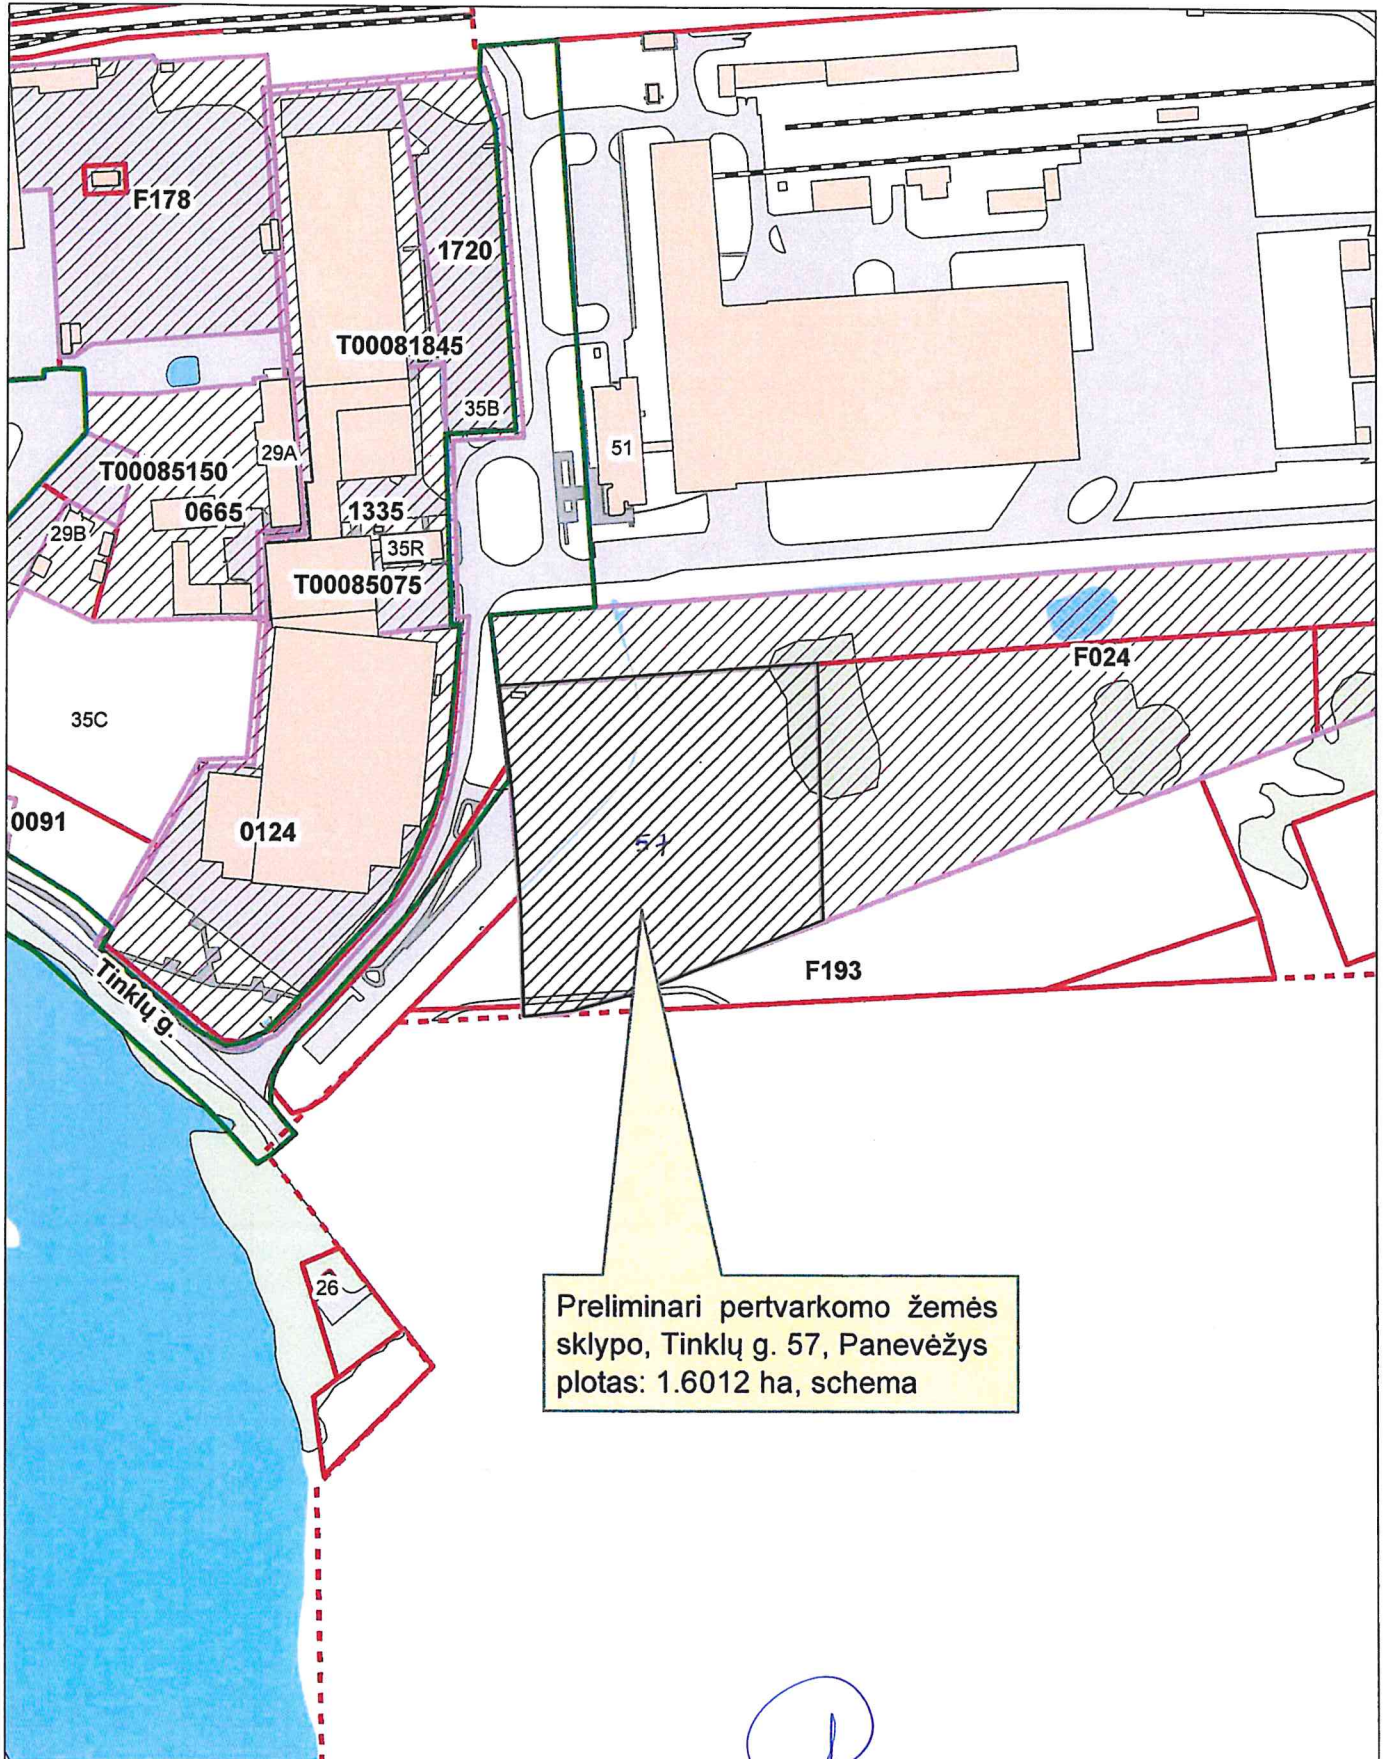 F178
1720
T00081845
35B
29A
51
T00085150
0665
1335
29B
35R
T00085075
F024
35C
0091
0124
57
F193
Tinklų g.
26
Preliminari pertvarkomo žemės
sklypo, Tinklų g. 57, Panevėžys
plotas: 1.6012 ha, schema